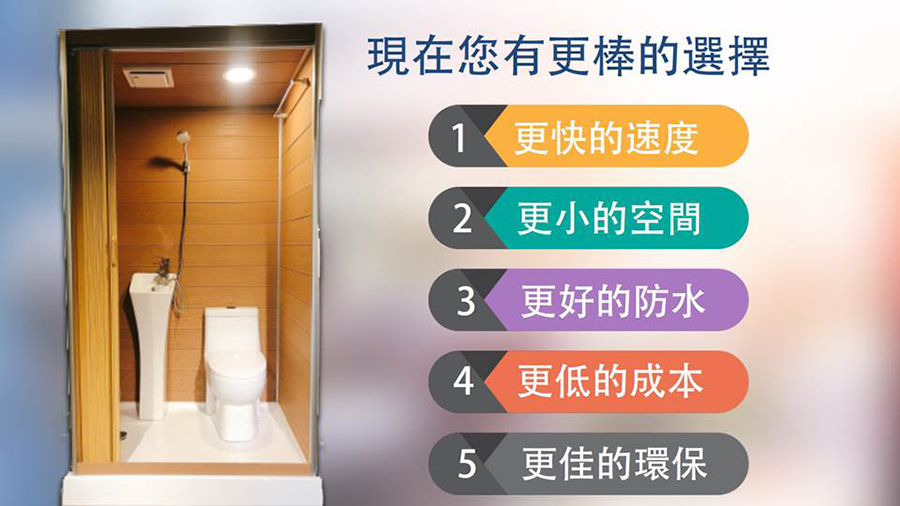 現在您有更棒的選擇
1 更快的速度
2 更小的空間
3 更好的防水
4 更低的成本
5 更佳的環保